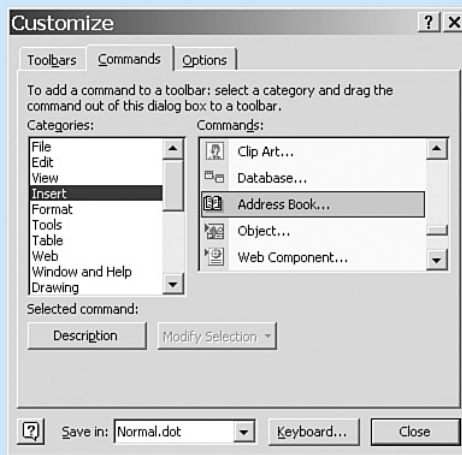 Customize
? ×
Toolbars Commands Options
To add a command to a toolbar: select a category and drag the
command out of this dialog box to a toolbar.
Categories:
File
Edit
View
Insert
Format
Tools
Table
Web
Window and Help
Drawing
Commands:
Clip Art...
Database...
Address Book...
Object...
Web Component...
Selected command:
Description Modify Selection
? Save in: Normal.dot Keyboard... Close